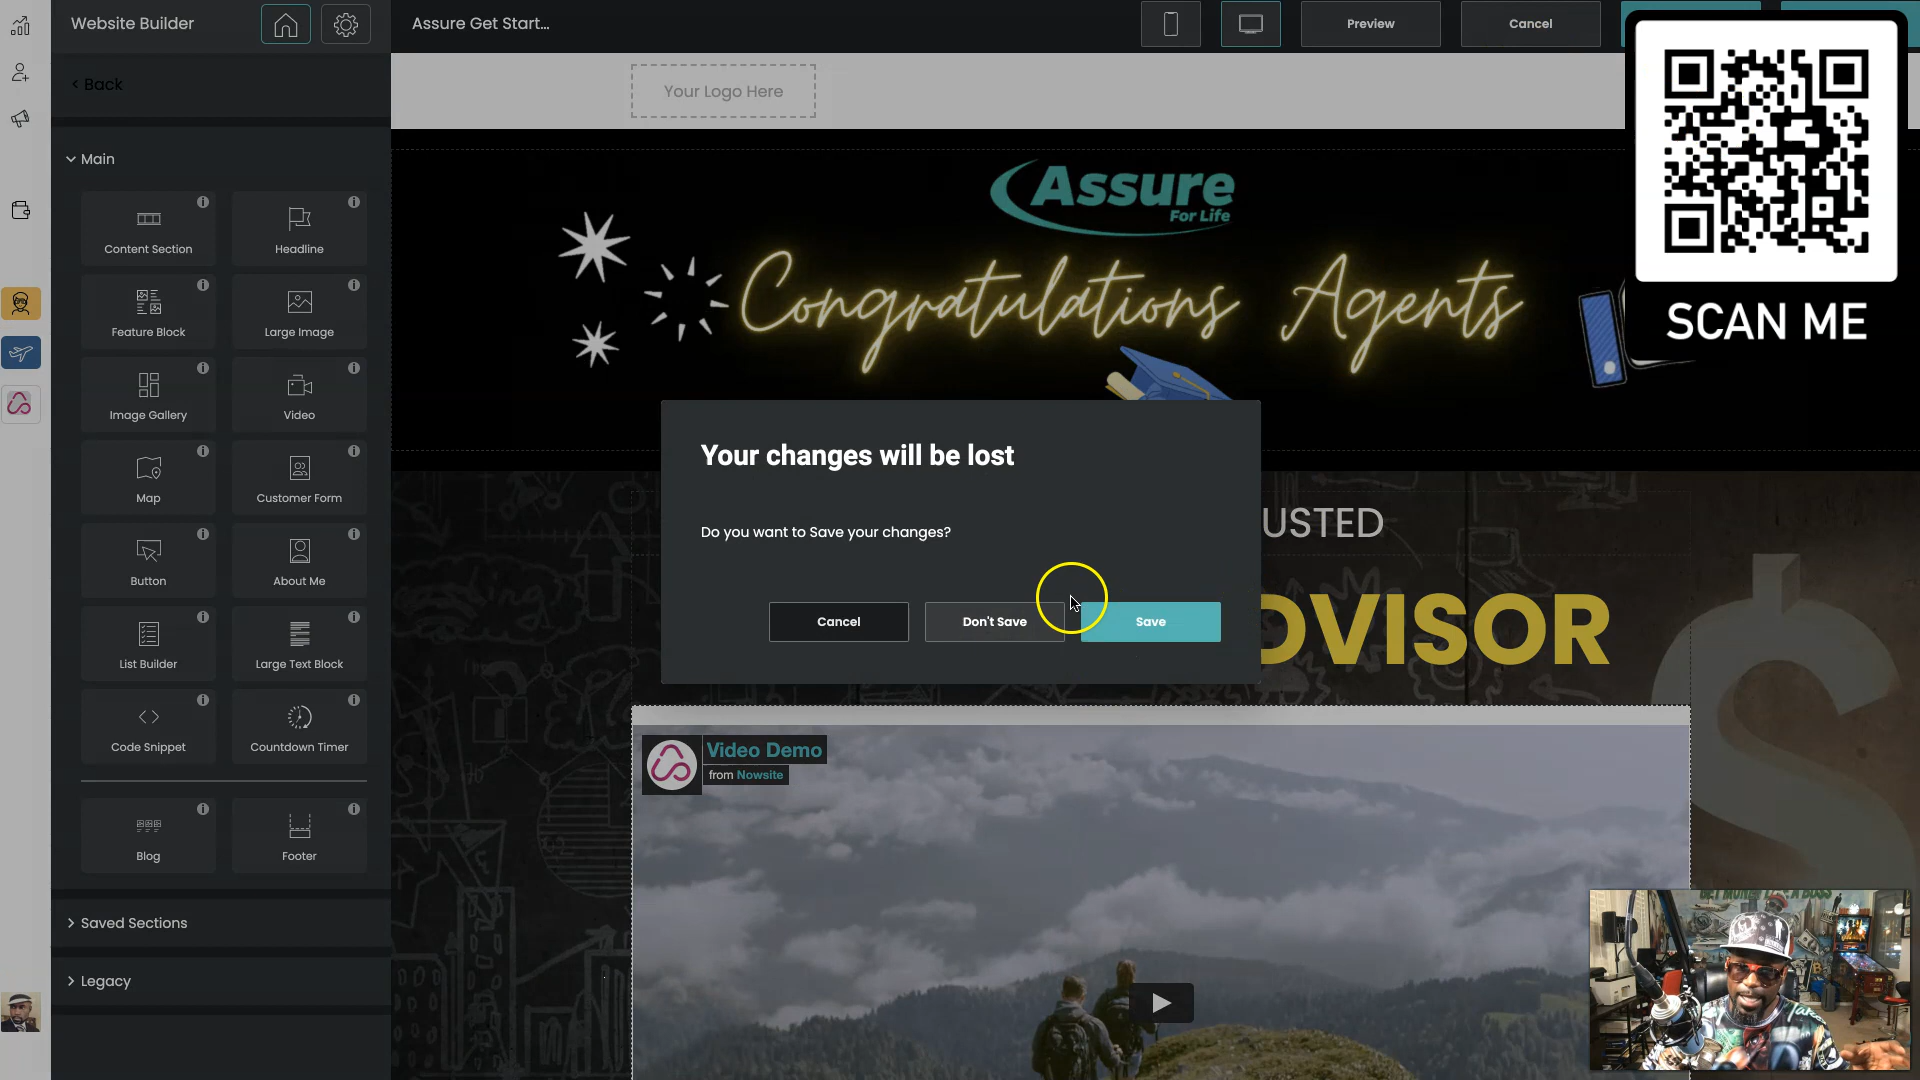 Website Builder
Assure Get Start...
Preview
Cancel
< Back
Your Logo Here
Main
Content Section
Headline
Feature Block
Large Image
Image Gallery
Video
Map
Customer Form
Button
About Me
List Builder
Large Text Block
Code Snippet
Countdown Timer
Blog
Footer
Saved Sections
Legacy
Assure
For Life
Congratulations Agents
SCAN ME
Your changes will be lost
Do you want to Save your changes?
Cancel
Don't Save
Save
USTED
DVISOR
Video Demo
from Nowsite